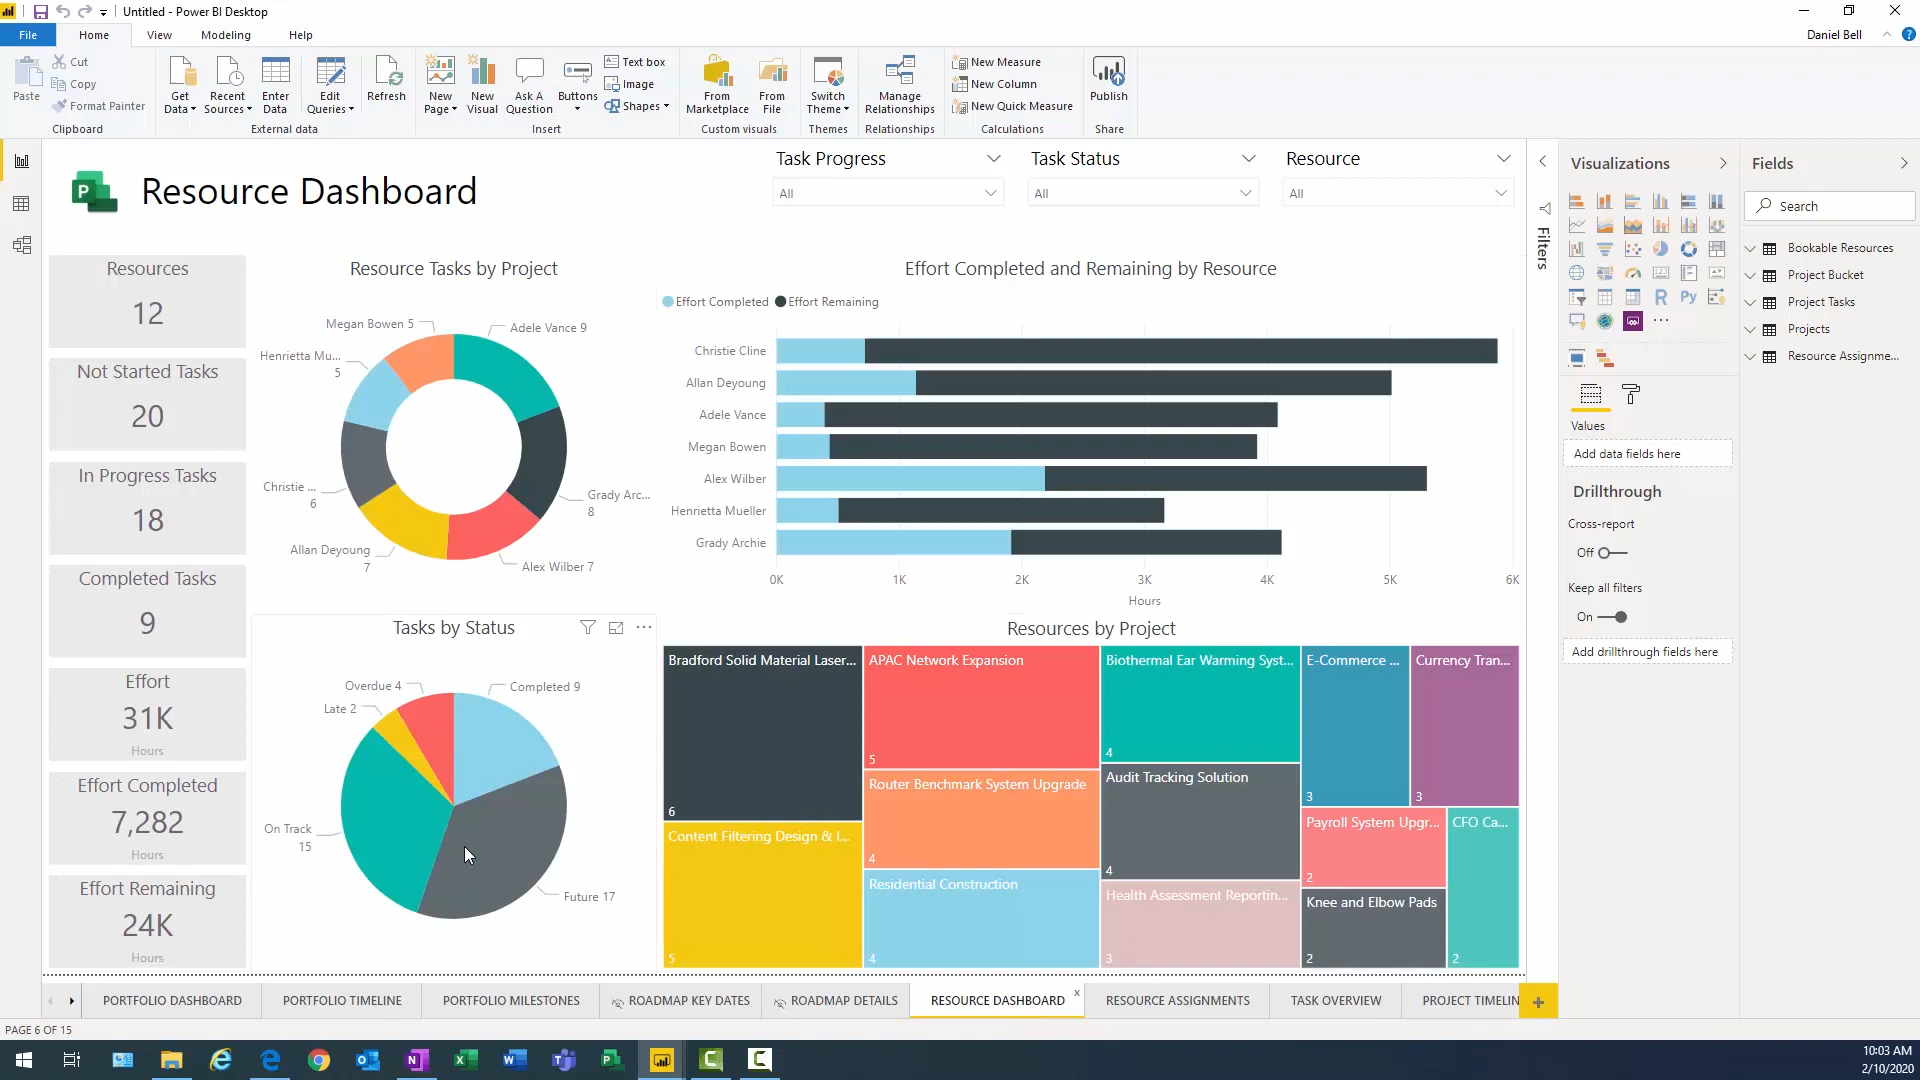 Untitled - Power BI Desktop
File
Home
View
Modeling
Help
Daniel Bell
Paste
Cut
Copy
Format Painter
Clipboard
Get
Data
Recent
Sources
Enter
Data
Edit
Queries
Refresh
External data
New
Page
New
Visual
Ask A
Question
Buttons
Text box
Image
Shapes
Insert
From
Marketplace
From
File
Custom visuals
Switch
Theme
Themes
Manage
Relationships
Relationships
New Measure
New Column
New Quick Measure
Calculations
Publish
Share
P
Resource Dashboard
Task Progress
All
Task Status
All
Resource
All
Resources
12
Not Started Tasks
20
In Progress Tasks
18
Completed Tasks
9
Effort
31K
Hours
Effort Completed
7,282
Hours
Effort Remaining
24K
Hours
Resource Tasks by Project
Megan Bowen 5
Adele Vance 9
Henrietta Mu...
5
Christie ...
6
Grady Arc...
8
Allan Deyoung
7
Alex Wilber 7
Effort Completed and Remaining by Resource
Effort Completed
Effort Remaining
Christie Cline
Allan Deyoung
Adele Vance
Megan Bowen
Alex Wilber
Henrietta Mueller
Grady Archie
0K
1K
2K
3K
4K
5K
6K
Hours
Tasks by Status
Overdue 4
Completed 9
Late 2
On Track
15
Future 17
Resources by Project
Bradford Solid Material Laser...
6
Content Filtering Design & I...
5
APAC Network Expansion
5
Router Benchmark System Upgrade
4
Residential Construction
4
Biothermal Ear Warming Syst...
4
Audit Tracking Solution
4
Health Assessment Reportin...
3
E-Commerce ...
3
Currency Tran...
3
Payroll System Upgr...
2
Knee and Elbow Pads
2
CFO Ca...
2
Filters
Visualizations
R
Py
Values
Add data fields here
Drillthrough
Cross-report
Off
Keep all filters
On
Add drillthrough fields here
Fields
Search
Bookable Resources
Project Bucket
Project Tasks
Projects
Resource Assignme...
PORTFOLIO DASHBOARD
PORTFOLIO TIMELINE
PORTFOLIO MILESTONES
ROADMAP KEY DATES
ROADMAP DETAILS
RESOURCE DASHBOARD
RESOURCE ASSIGNMENTS
TASK OVERVIEW
PROJECT TIMELIN
PAGE 6 OF 15
10:03 AM
2/10/2020